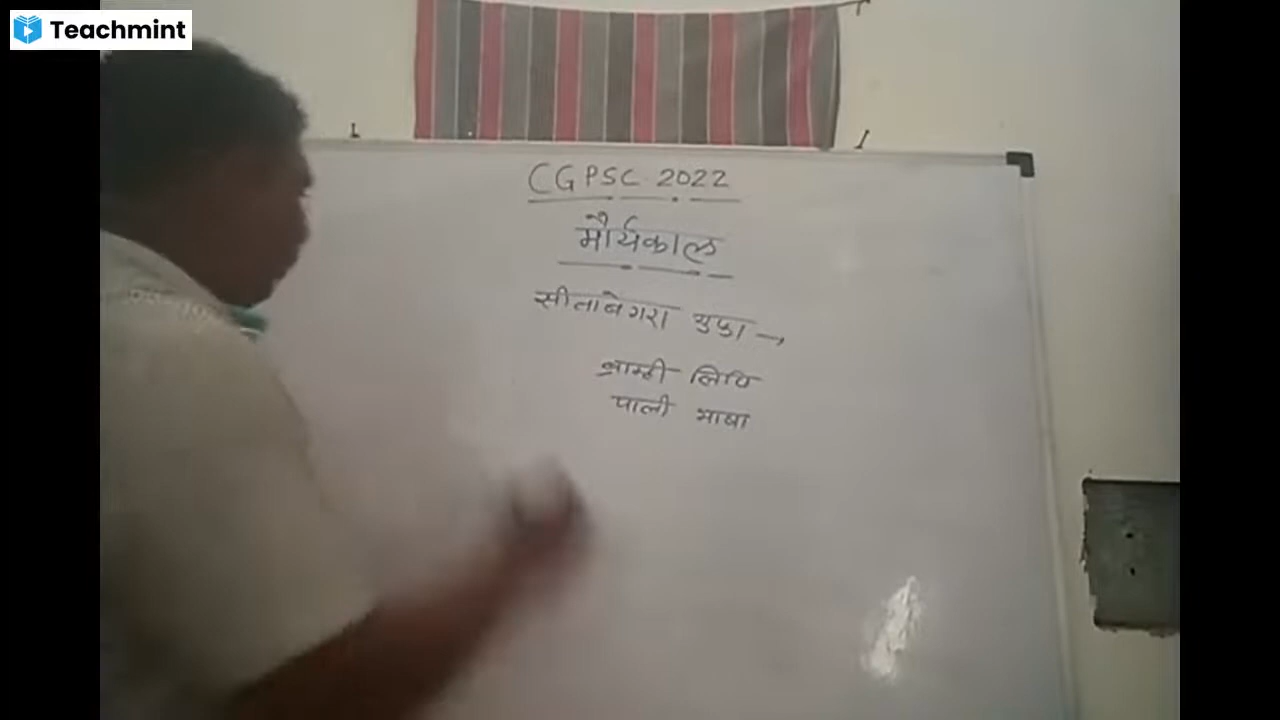 Teachmint
CGPSC 2022
मौर्यकाल
सीताबेंगरा गुफा →
ब्राम्ही लिपि
पाली भाषा